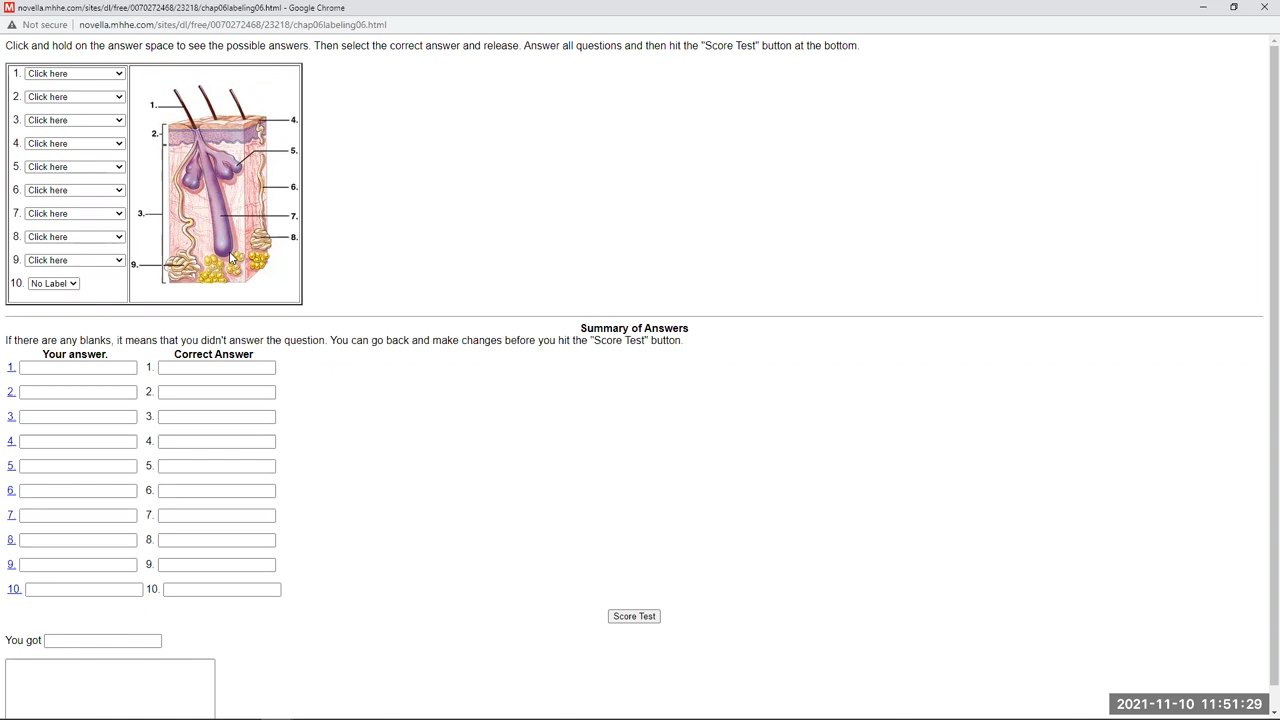 novella.mhhe.com/sites/dl/free/0070272468/23218/chap06labeling06.html - Google Chrome
Not secure | novella.mhhe.com/sites/dl/free/0070272468/23218/chap06labeling06.html
Click and hold on the answer space to see the possible answers. Then select the correct answer and release. Answer all questions and then hit the "Score Test" button at the bottom.
1. Click here
2. Click here
3. Click here
4. Click here
5. Click here
6. Click here
7. Click here
8. Click here
9. Click here
10. No Label
1.
2.
3.
9.
4.
5.
6.
7.
8.
Summary of Answers
If there are any blanks, it means that you didn't answer the question. You can go back and make changes before you hit the "Score Test" button.
Your answer. Correct Answer
1. 1.
2. 2.
3. 3.
4. 4.
5. 5.
6. 6.
7. 7.
8. 8.
9. 9.
10. 10.
Score Test
You got
2021-11-10 11:51:29